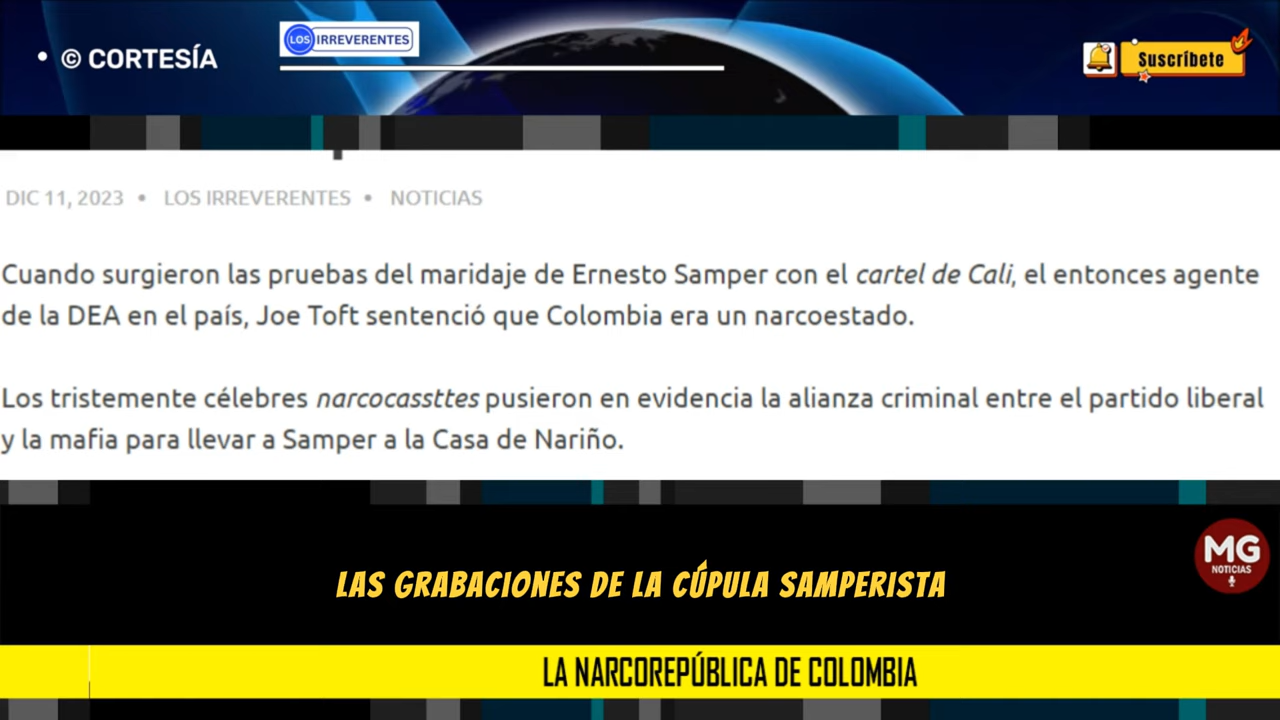 • © CORTESÍA
LOS IRREVERENTES
Suscríbete
DIC 11, 2023 • LOS IRREVERENTES • NOTICIAS
Cuando surgieron las pruebas del maridaje de Ernesto Samper con el cartel de Cali, el entonces agente
de la DEA en el país, Joe Toft sentenció que Colombia era un narcoestado.
Los tristemente célebres narcocassttes pusieron en evidencia la alianza criminal entre el partido liberal
y la mafia para llevar a Samper a la Casa de Nariño.
MG
NOTICIAS
LAS GRABACIONES DE LA CÚPULA SAMPERISTA
LA NARCOREPÚBLICA DE COLOMBIA